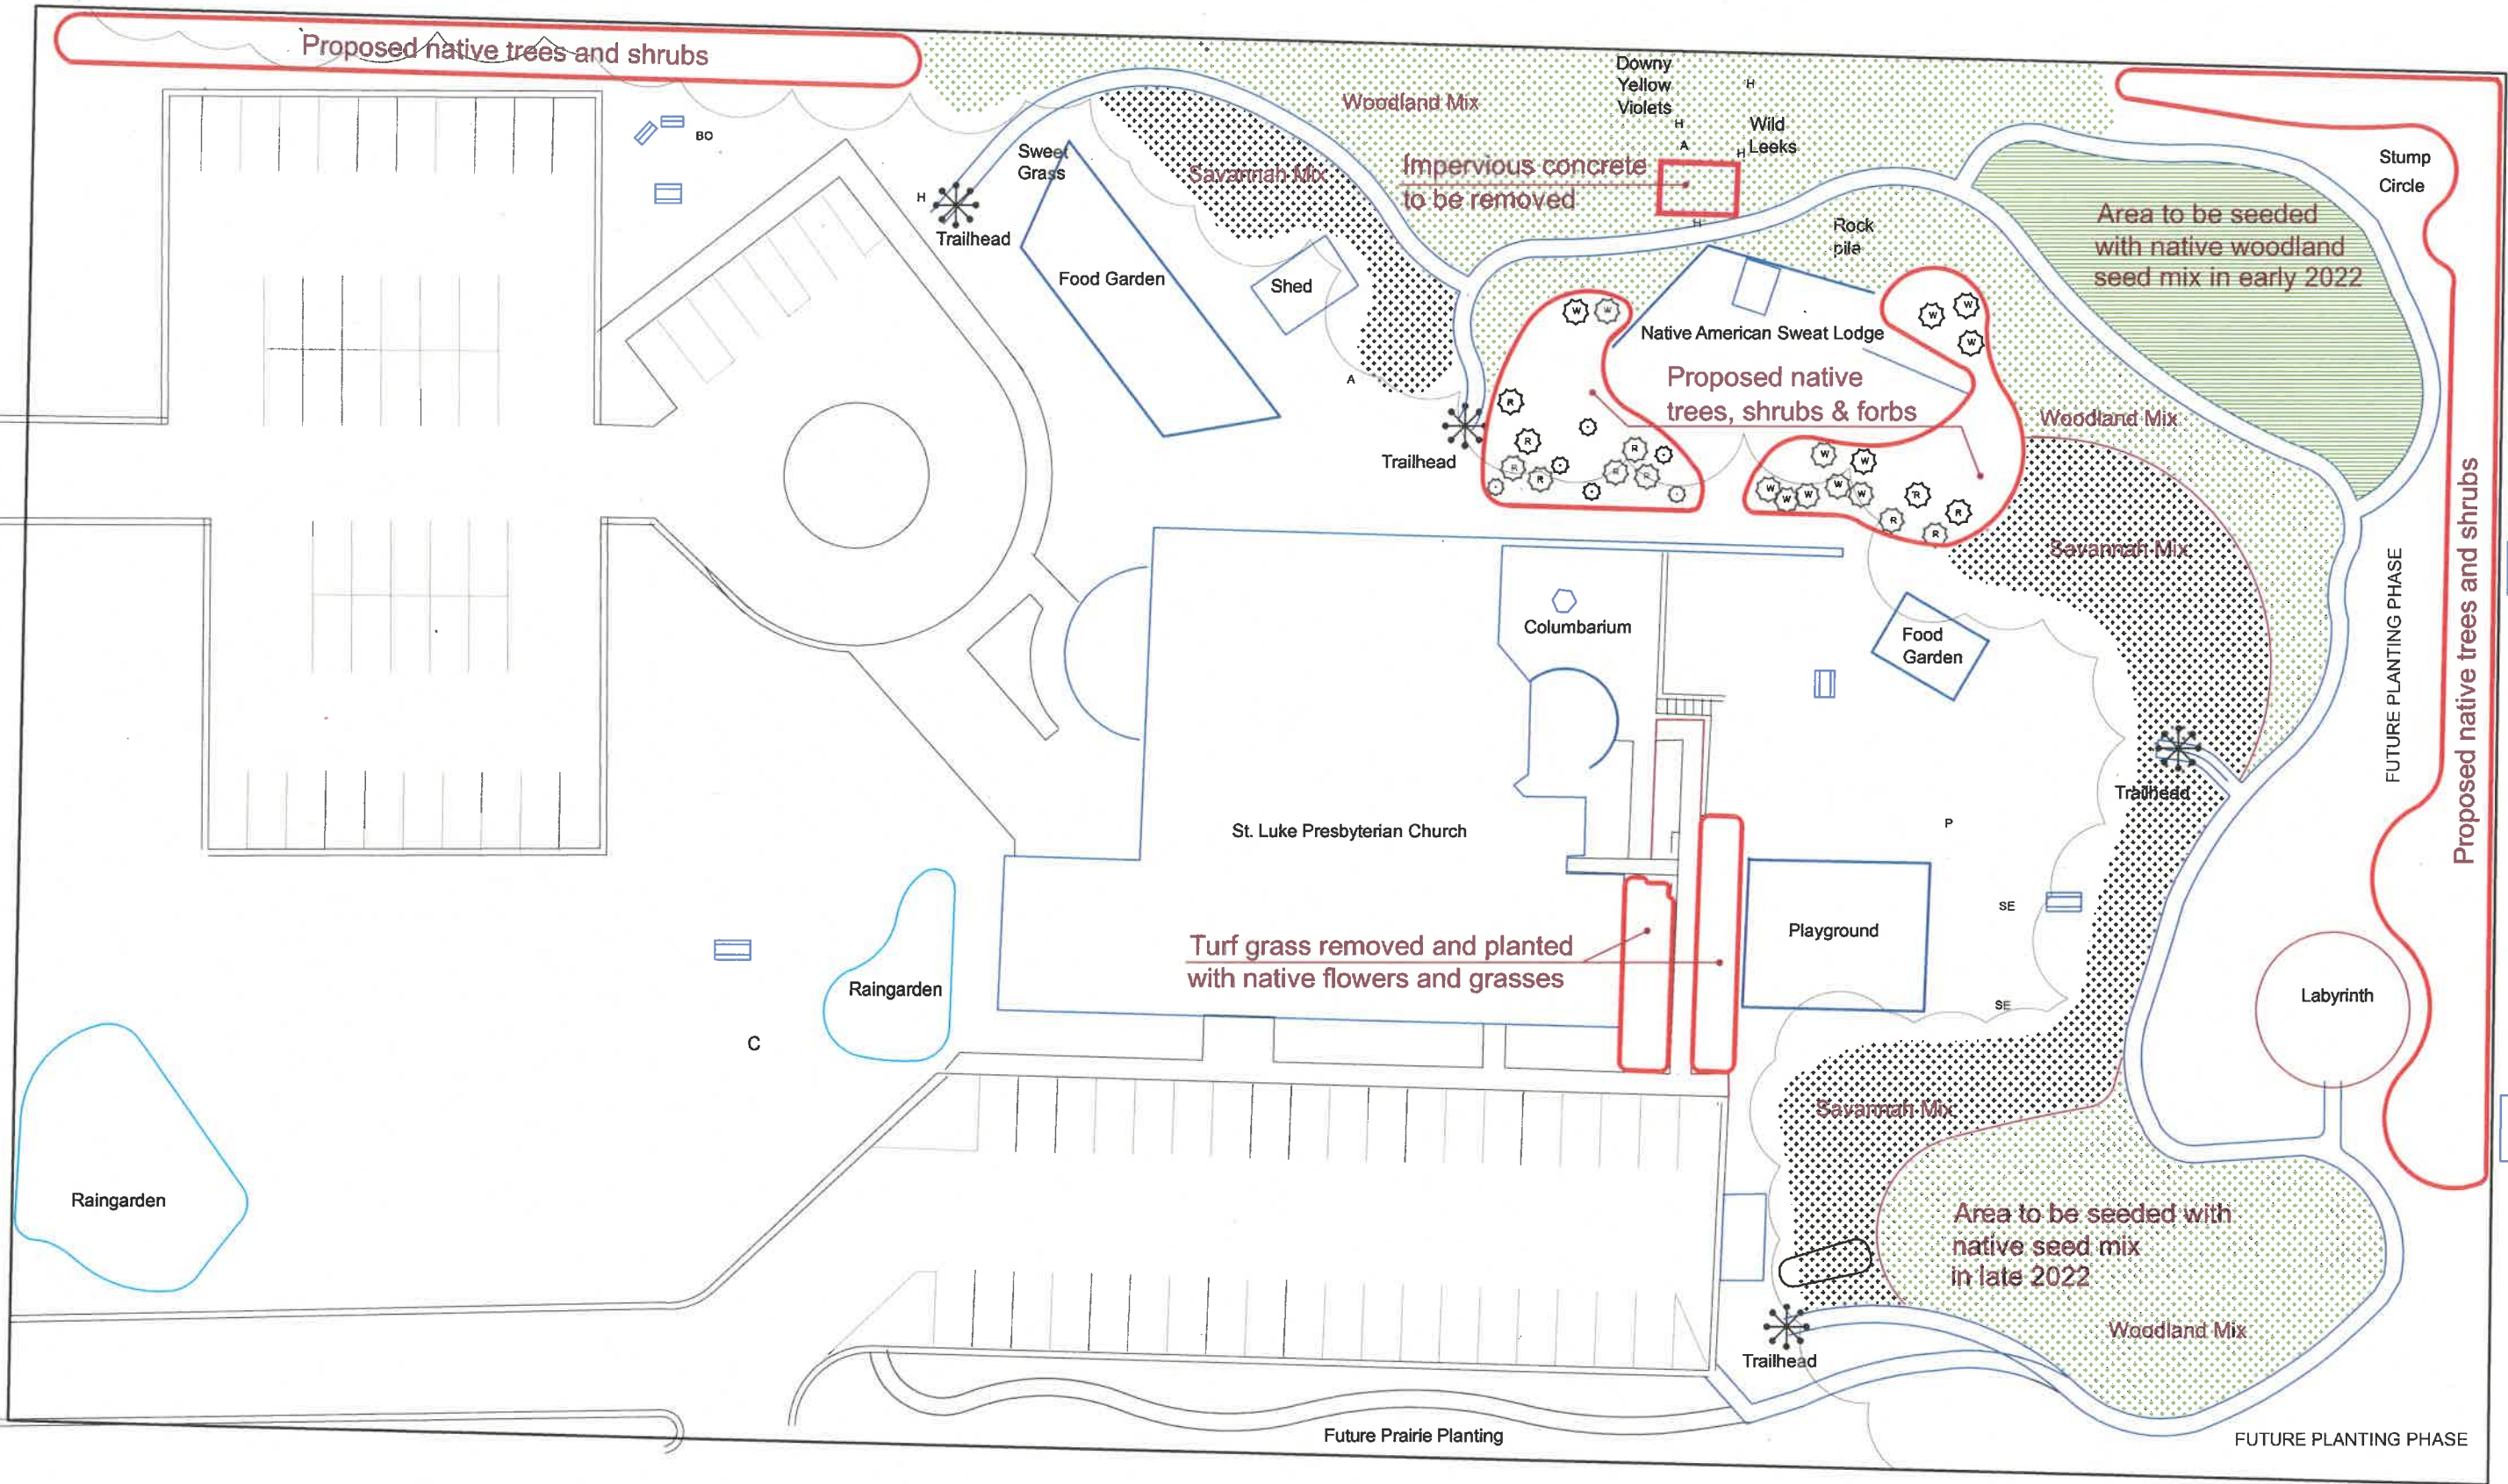 Proposed native trees and shrubs
BO
H
Trailhead
Sweet
Grass
Food Garden
Shed
Savannah Mix
A
Trailhead
Woodland Mix
Downy
Yellow
Violets
H
H
A
Wild
H Leeks
Impervious concrete
to be removed
H
Rock
pile
Native American Sweat Lodge
Proposed native
trees, shrubs & forbs
W
W
R
R
R
R
R
R
R
W
W
W
W
W
W
W
W
W
W
R
R
R
R
Area to be seeded
with native woodland
seed mix in early 2022
Stump
Circle
Woodland Mix
Savannah Mix
FUTURE PLANTING PHASE
Proposed native trees and shrubs
Columbarium
Food
Garden
Trailhead
St. Luke Presbyterian Church
P
SE
SE
Playground
Turf grass removed and planted
with native flowers and grasses
Labyrinth
Raingarden
C
Raingarden
Savannah Mix
Area to be seeded with
native seed mix
in late 2022
Woodland Mix
Trailhead
Future Prairie Planting
FUTURE PLANTING PHASE